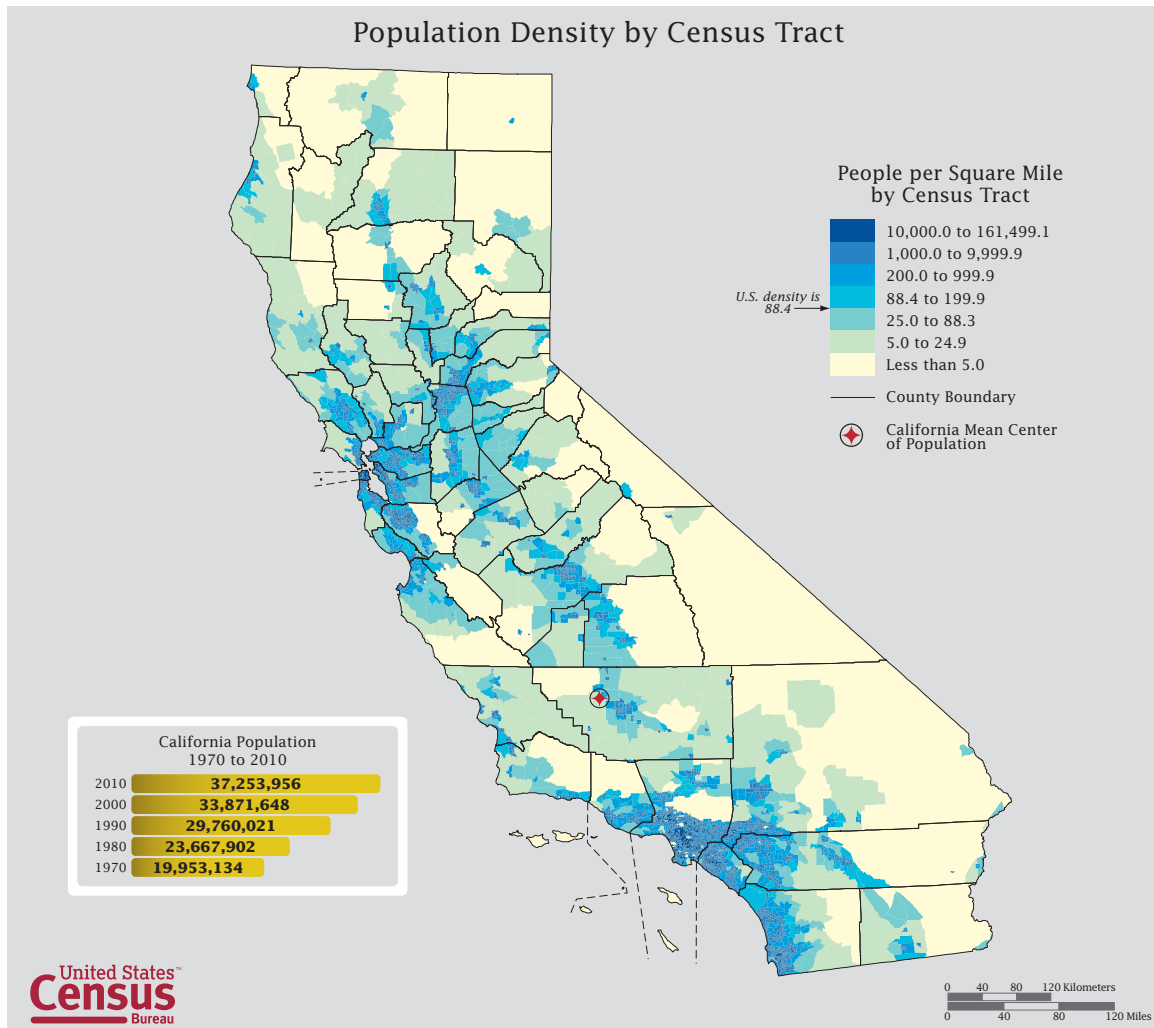 Population Density by Census Tract
People per Square Mile
by Census Tract
10,000.0 to 161,499.1
1,000.0 to 9,999.9
200.0 to 999.9
88.4 to 199.9
U.S. density is
88.4
25.0 to 88.3
5.0 to 24.9
Less than 5.0
County Boundary
California Mean Center
of Population
California Population
1970 to 2010
2010 37,253,956
2000 33,871,648
1990 29,760,021
1980 23,667,902
1970 19,953,134
United States™
Census
Bureau
0 40 80 120 Kilometers
0 40 80 120 Miles